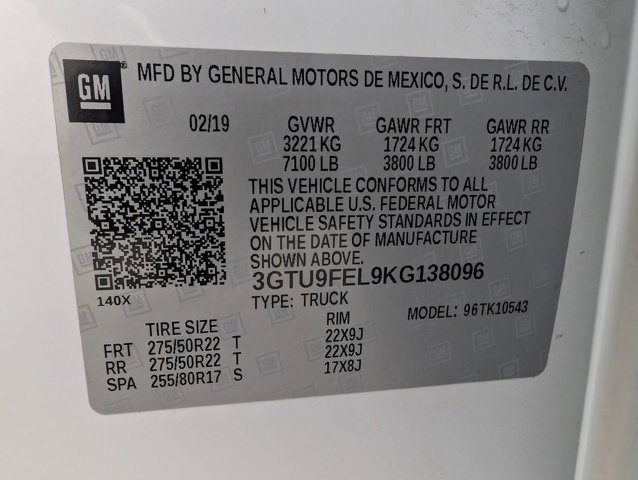 GM
MFD BY GENERAL MOTORS DE MEXICO, S. DE R.L. DE C.V.
02/19 GVWR GAWR FRT GAWR RR
3221 KG 1724 KG 1724 KG
7100 LB 3800 LB 3800 LB
THIS VEHICLE CONFORMS TO ALL
APPLICABLE U.S. FEDERAL MOTOR
VEHICLE SAFETY STANDARDS IN EFFECT
ON THE DATE OF MANUFACTURE
SHOWN ABOVE.
3GTU9FEL9KG138096
140X
TYPE: TRUCK MODEL: 96TK10543
TIRE SIZE RIM
FRT 275/50R22 T 22X9J
RR 275/50R22 T 22X9J
SPA 255/80R17 S 17X8J